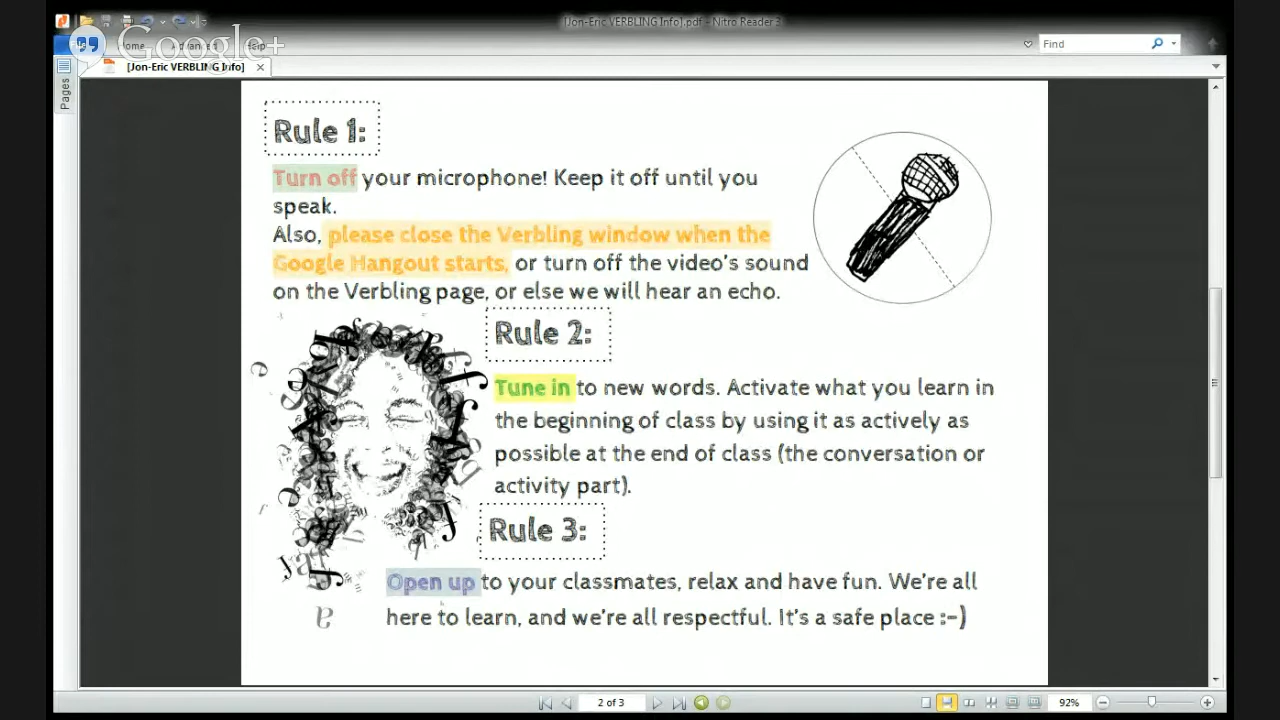 [Jon-Eric VERBLING Info].pdf - Nitro Reader 3
Google+
File Home Advanced Help
Find
[Jon-Eric VERBLING Info]
Pages
Rule 1:
Turn off your microphone! Keep it off until you
speak.
Also, please close the Verbling window when the
Google Hangout starts, or turn off the video's sound
on the Verbling page, or else we will hear an echo.
Rule 2:
Tune in to new words. Activate what you learn in
the beginning of class by using it as actively as
possible at the end of class (the conversation or
activity part).
Rule 3:
Open up to your classmates, relax and have fun. We're all
here to learn, and we're all respectful. It's a safe place :-)
2 of 3
92%